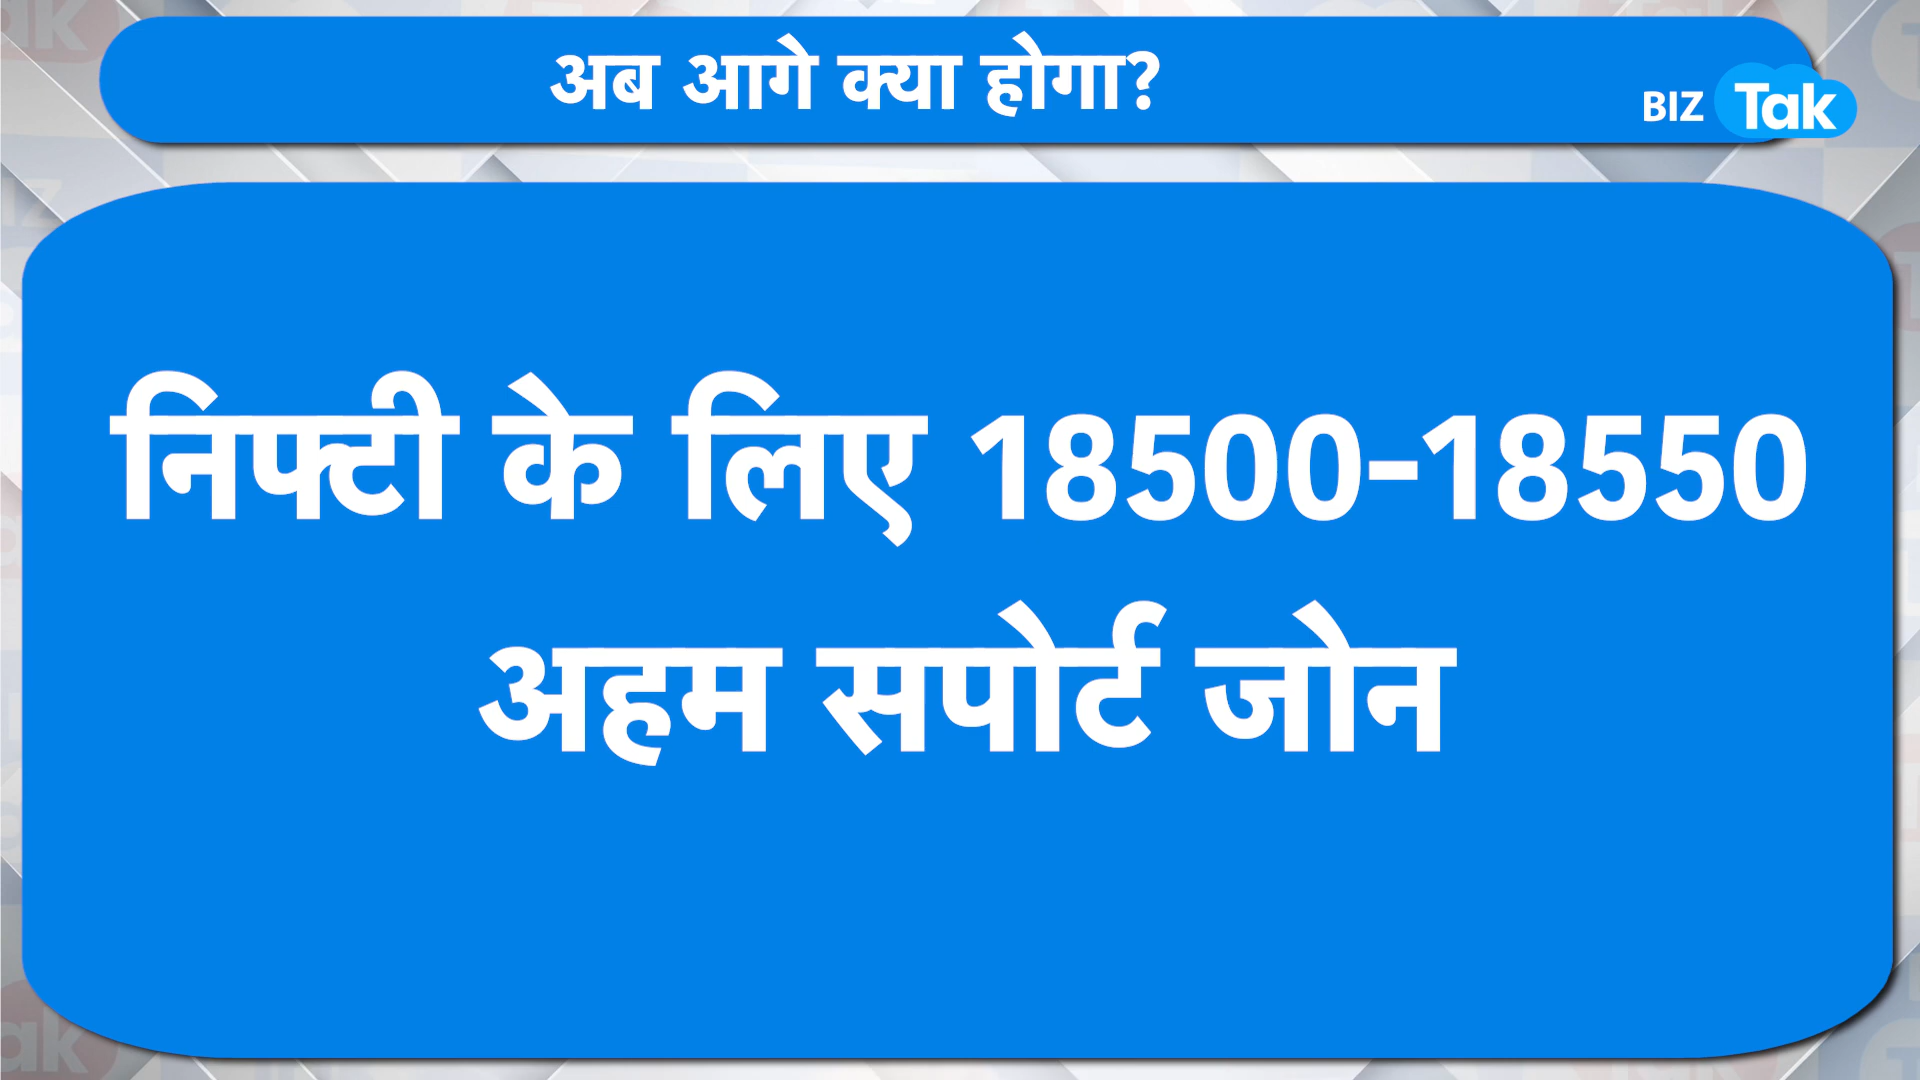 अब आगे क्या होगा?
BIZ Tak
निफ्टी के लिए 18500-18550
अहम सपोर्ट जोन